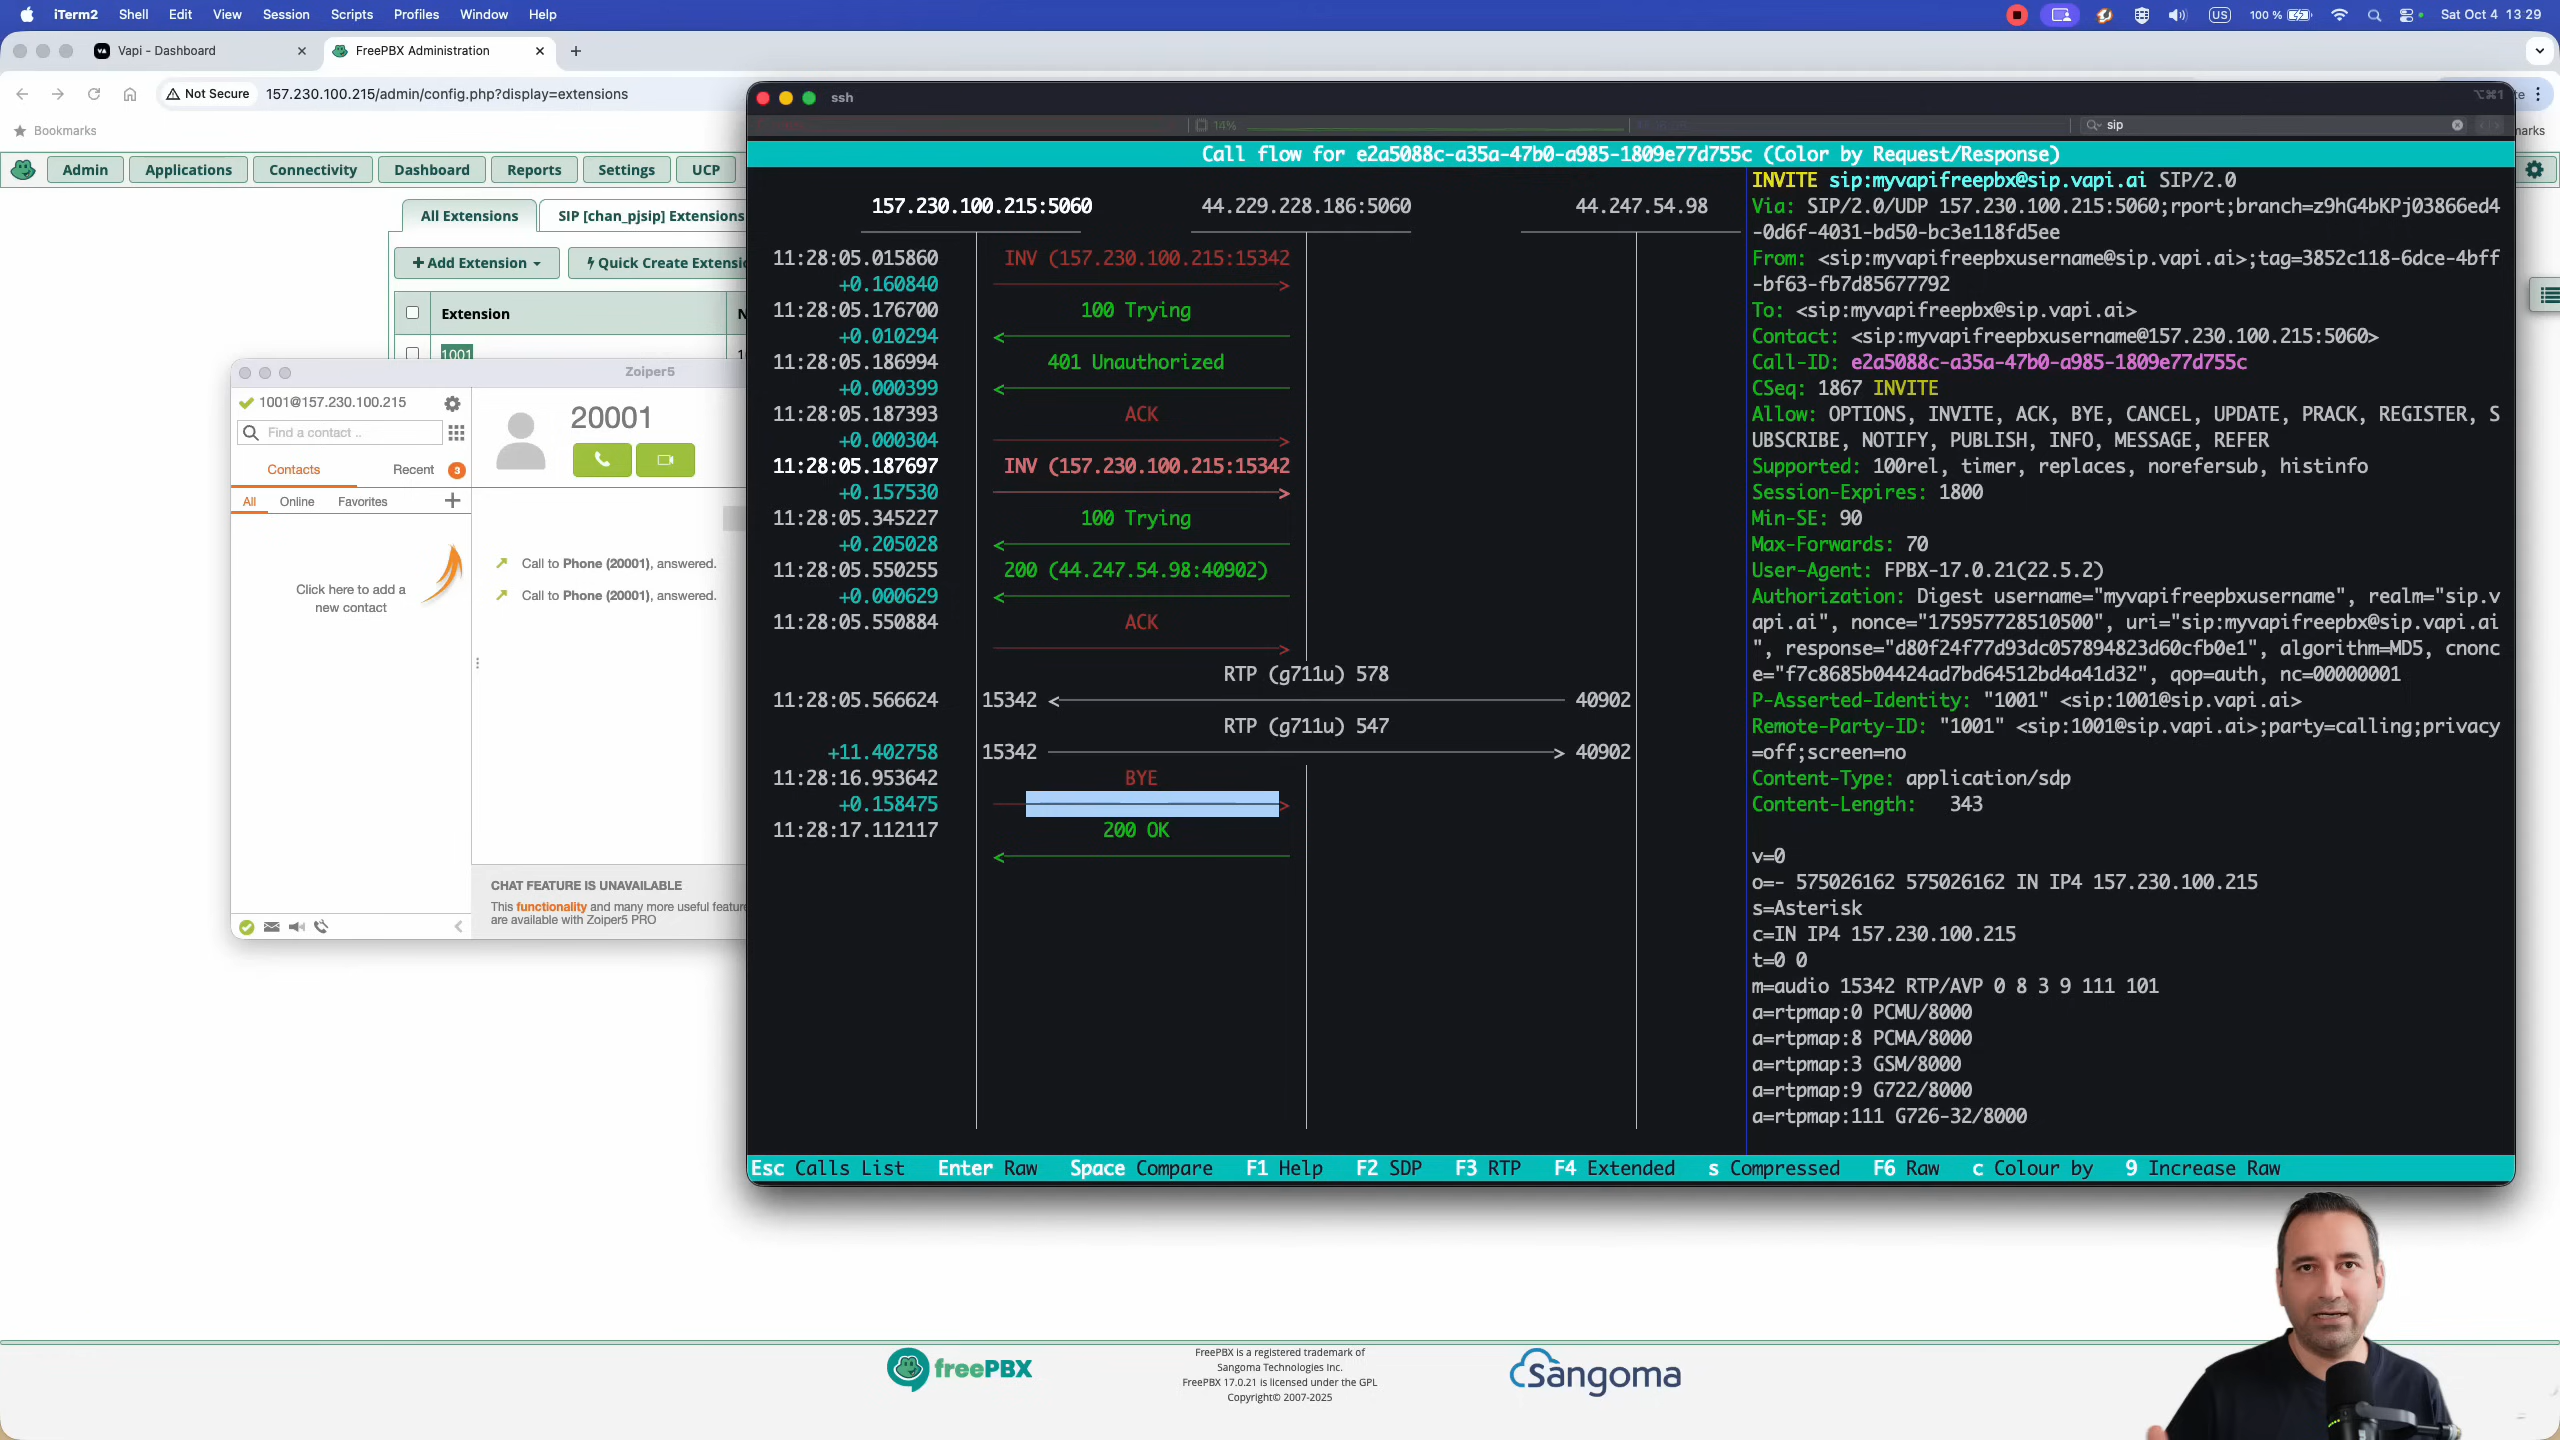 iTerm2 Shell Edit View Session Scripts Profiles Window Help
US 100 % Sat Oct 4 13:29
Vapi - Dashboard
FreePBX Administration
Not Secure 157.230.100.215/admin/config.php?display=extensions
Bookmarks
Admin Applications Connectivity Dashboard Reports Settings UCP
All Extensions SIP [chan_pjsip] Extensions
+ Add Extension
Quick Create Extensi
Extension
1001
Zoiper5
1001@157.230.100.215
Find a contact ..
Contacts Recent 3
All Online Favorites +
Click here to add a
new contact
20001
Call to Phone (20001), answered.
Call to Phone (20001), answered.
CHAT FEATURE IS UNAVAILABLE
This functionality and many more useful feature
are available with Zoiper5 PRO
ssh
⌥⌘1
14%
sip
Call flow for e2a5088c-a35a-47b0-a985-1809e77d755c (Color by Request/Response)
157.230.100.215:5060 44.229.228.186:5060 44.247.54.98
11:28:05.015860 INV (157.230.100.215:15342
+0.160840
11:28:05.176700 100 Trying
+0.010294
11:28:05.186994 401 Unauthorized
+0.000399
11:28:05.187393 ACK
+0.000304
11:28:05.187697 INV (157.230.100.215:15342
+0.157530
11:28:05.345227 100 Trying
+0.205028
11:28:05.550255 200 (44.247.54.98:40902)
+0.000629
11:28:05.550884 ACK
RTP (g711u) 578
11:28:05.566624 15342 < 40902
RTP (g711u) 547
+11.402758 15342 > 40902
11:28:16.953642 BYE
+0.158475
11:28:17.112117 200 OK
INVITE sip:myvapifreepbx@sip.vapi.ai SIP/2.0
Via: SIP/2.0/UDP 157.230.100.215:5060;rport;branch=z9hG4bKPj03866ed4
-0d6f-4031-bd50-bc3e118fd5ee
From: <sip:myvapifreepbxusername@sip.vapi.ai>;tag=3852c118-6dce-4bff
-bf63-fb7d85677792
To: <sip:myvapifreepbx@sip.vapi.ai>
Contact: <sip:myvapifreepbxusername@157.230.100.215:5060>
Call-ID: e2a5088c-a35a-47b0-a985-1809e77d755c
CSeq: 1867 INVITE
Allow: OPTIONS, INVITE, ACK, BYE, CANCEL, UPDATE, PRACK, REGISTER, S
UBSCRIBE, NOTIFY, PUBLISH, INFO, MESSAGE, REFER
Supported: 100rel, timer, replaces, norefersub, histinfo
Session-Expires: 1800
Min-SE: 90
Max-Forwards: 70
User-Agent: FPBX-17.0.21(22.5.2)
Authorization: Digest username="myvapifreepbxusername", realm="sip.v
api.ai", nonce="175957728510500", uri="sip:myvapifreepbx@sip.vapi.ai
", response="d80f24f77d93dc057894823d60cfb0e1", algorithm=MD5, cnonc
e="f7c8685b04424ad7bd64512bd4a41d32", qop=auth, nc=00000001
P-Asserted-Identity: "1001" <sip:1001@sip.vapi.ai>
Remote-Party-ID: "1001" <sip:1001@sip.vapi.ai>;party=calling;privacy
=off;screen=no
Content-Type: application/sdp
Content-Length: 343
v=0
o=- 575026162 575026162 IN IP4 157.230.100.215
s=Asterisk
c=IN IP4 157.230.100.215
t=0 0
m=audio 15342 RTP/AVP 0 8 3 9 111 101
a=rtpmap:0 PCMU/8000
a=rtpmap:8 PCMA/8000
a=rtpmap:3 GSM/8000
a=rtpmap:9 G722/8000
a=rtpmap:111 G726-32/8000
Esc Calls List Enter Raw Space Compare F1 Help F2 SDP F3 RTP F4 Extended s Compressed F6 Raw c Colour by 9 Increase Raw
freePBX
FreePBX is a registered trademark of
Sangoma Technologies Inc.
FreePBX 17.0.21 is licensed under the GPL
Copyright© 2007-2025
Sangoma